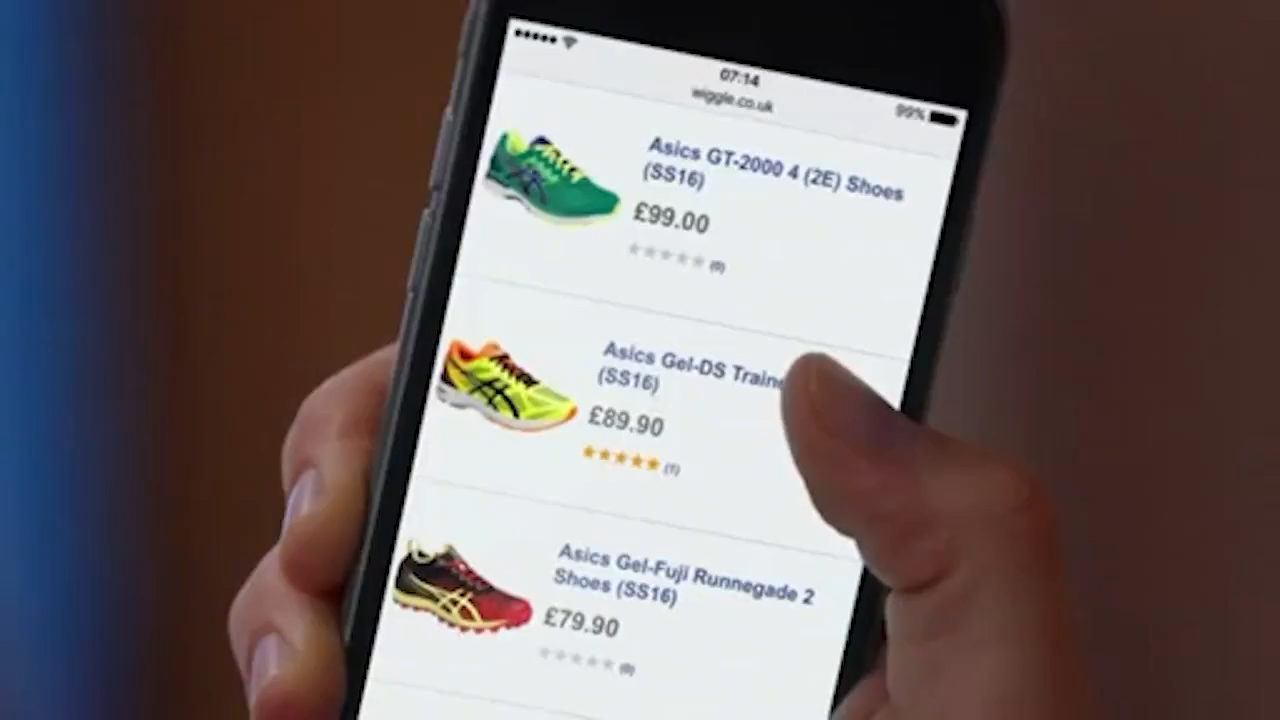 07:14
wiggle.co.uk
99%
Asics GT-2000 4 (2E) Shoes
(SS16)
£99.00
(0)
Asics Gel-DS
(SS16)
£89.90
(1)
Asics Gel-Fuji Runnegade 2
Shoes (SS16)
£79.90
(0)